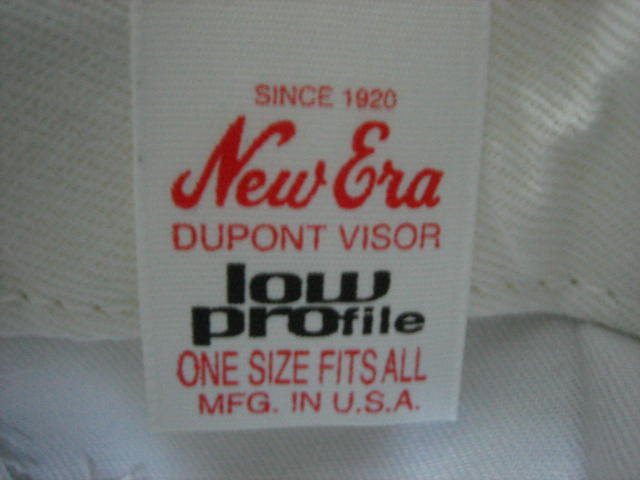 SINCE 1920
New Era
DUPONT VISOR
low
profile
ONE SIZE FITS ALL
MFG. IN U.S.A.